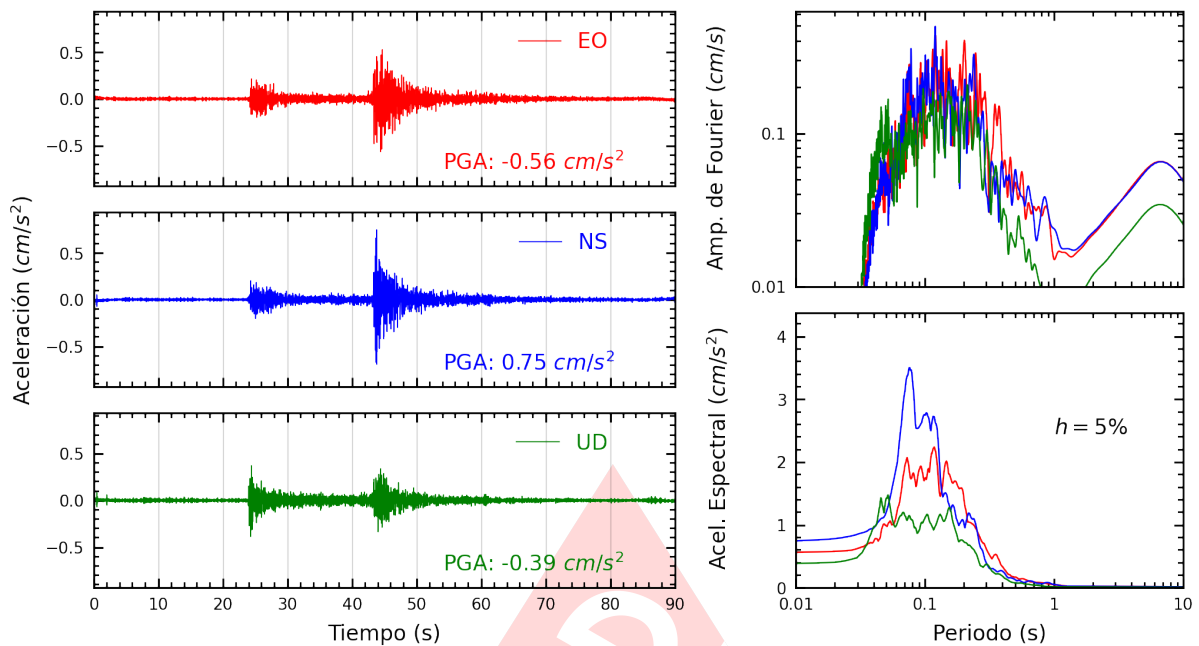 Aceleración (cm/s²)
0.5
0.0
−0.5
EO
PGA: -0.56 cm/s²
0.5
0.0
−0.5
NS
PGA: 0.75 cm/s²
0.5
0.0
−0.5
UD
PGA: -0.39 cm/s²
0 10 20 30 40 50 60 70 80 90
Tiempo (s)
Amp. de Fourier (cm/s)
0.1
0.01
Acel. Espectral (cm/s²)
4
3
2
1
0
h = 5%
0.01 0.1 1 10
Periodo (s)